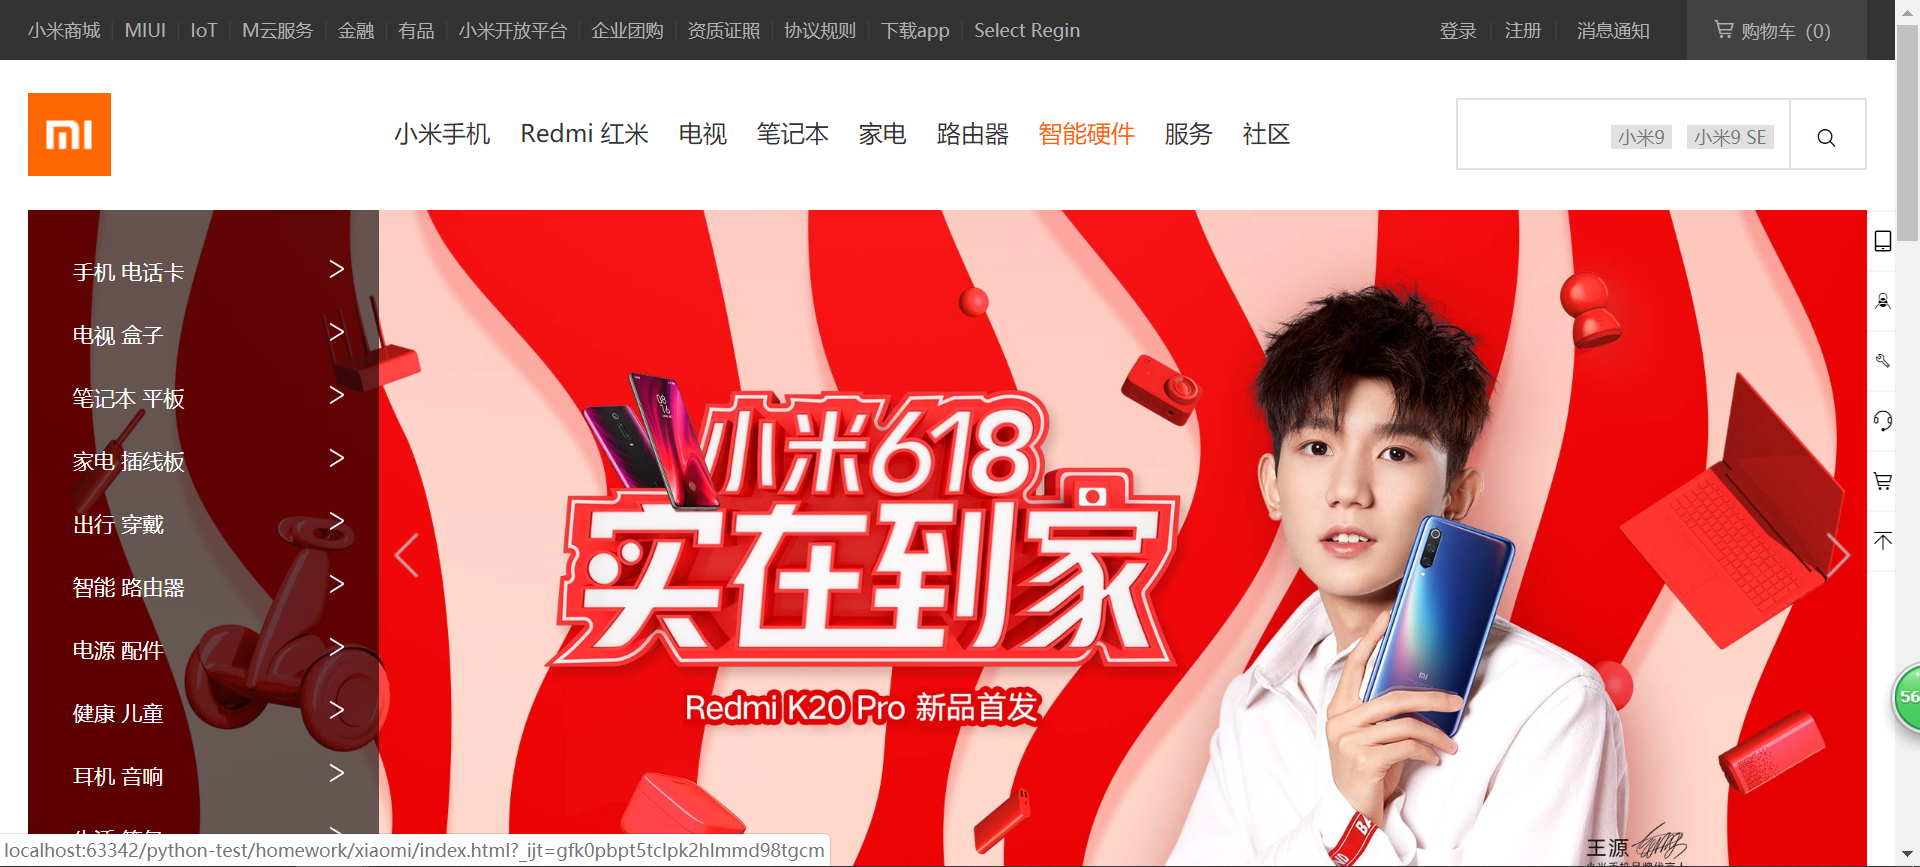 小米商城 MIUI IoT M云服务 金融 有品 小米开放平台 企业团购 资质证照 协议规则 下载app Select Regin 登录 注册 消息通知 购物车 (0)
小米手机 Redmi 红米 电视 笔记本 家电 路由器 智能硬件 服务 社区 小米9 小米9 SE
手机 电话卡
电视 盒子
笔记本 平板
家电 插线板
出行 穿戴
智能 路由器
电源 配件
健康 儿童
耳机 音响
小米618
实在到家
Redmi K20 Pro 新品首发
56
王源
localhost:63342/python-test/homework/xiaomi/index.html?_ijt=gfk0pbpt5tclpk2hlmmd98tgcm